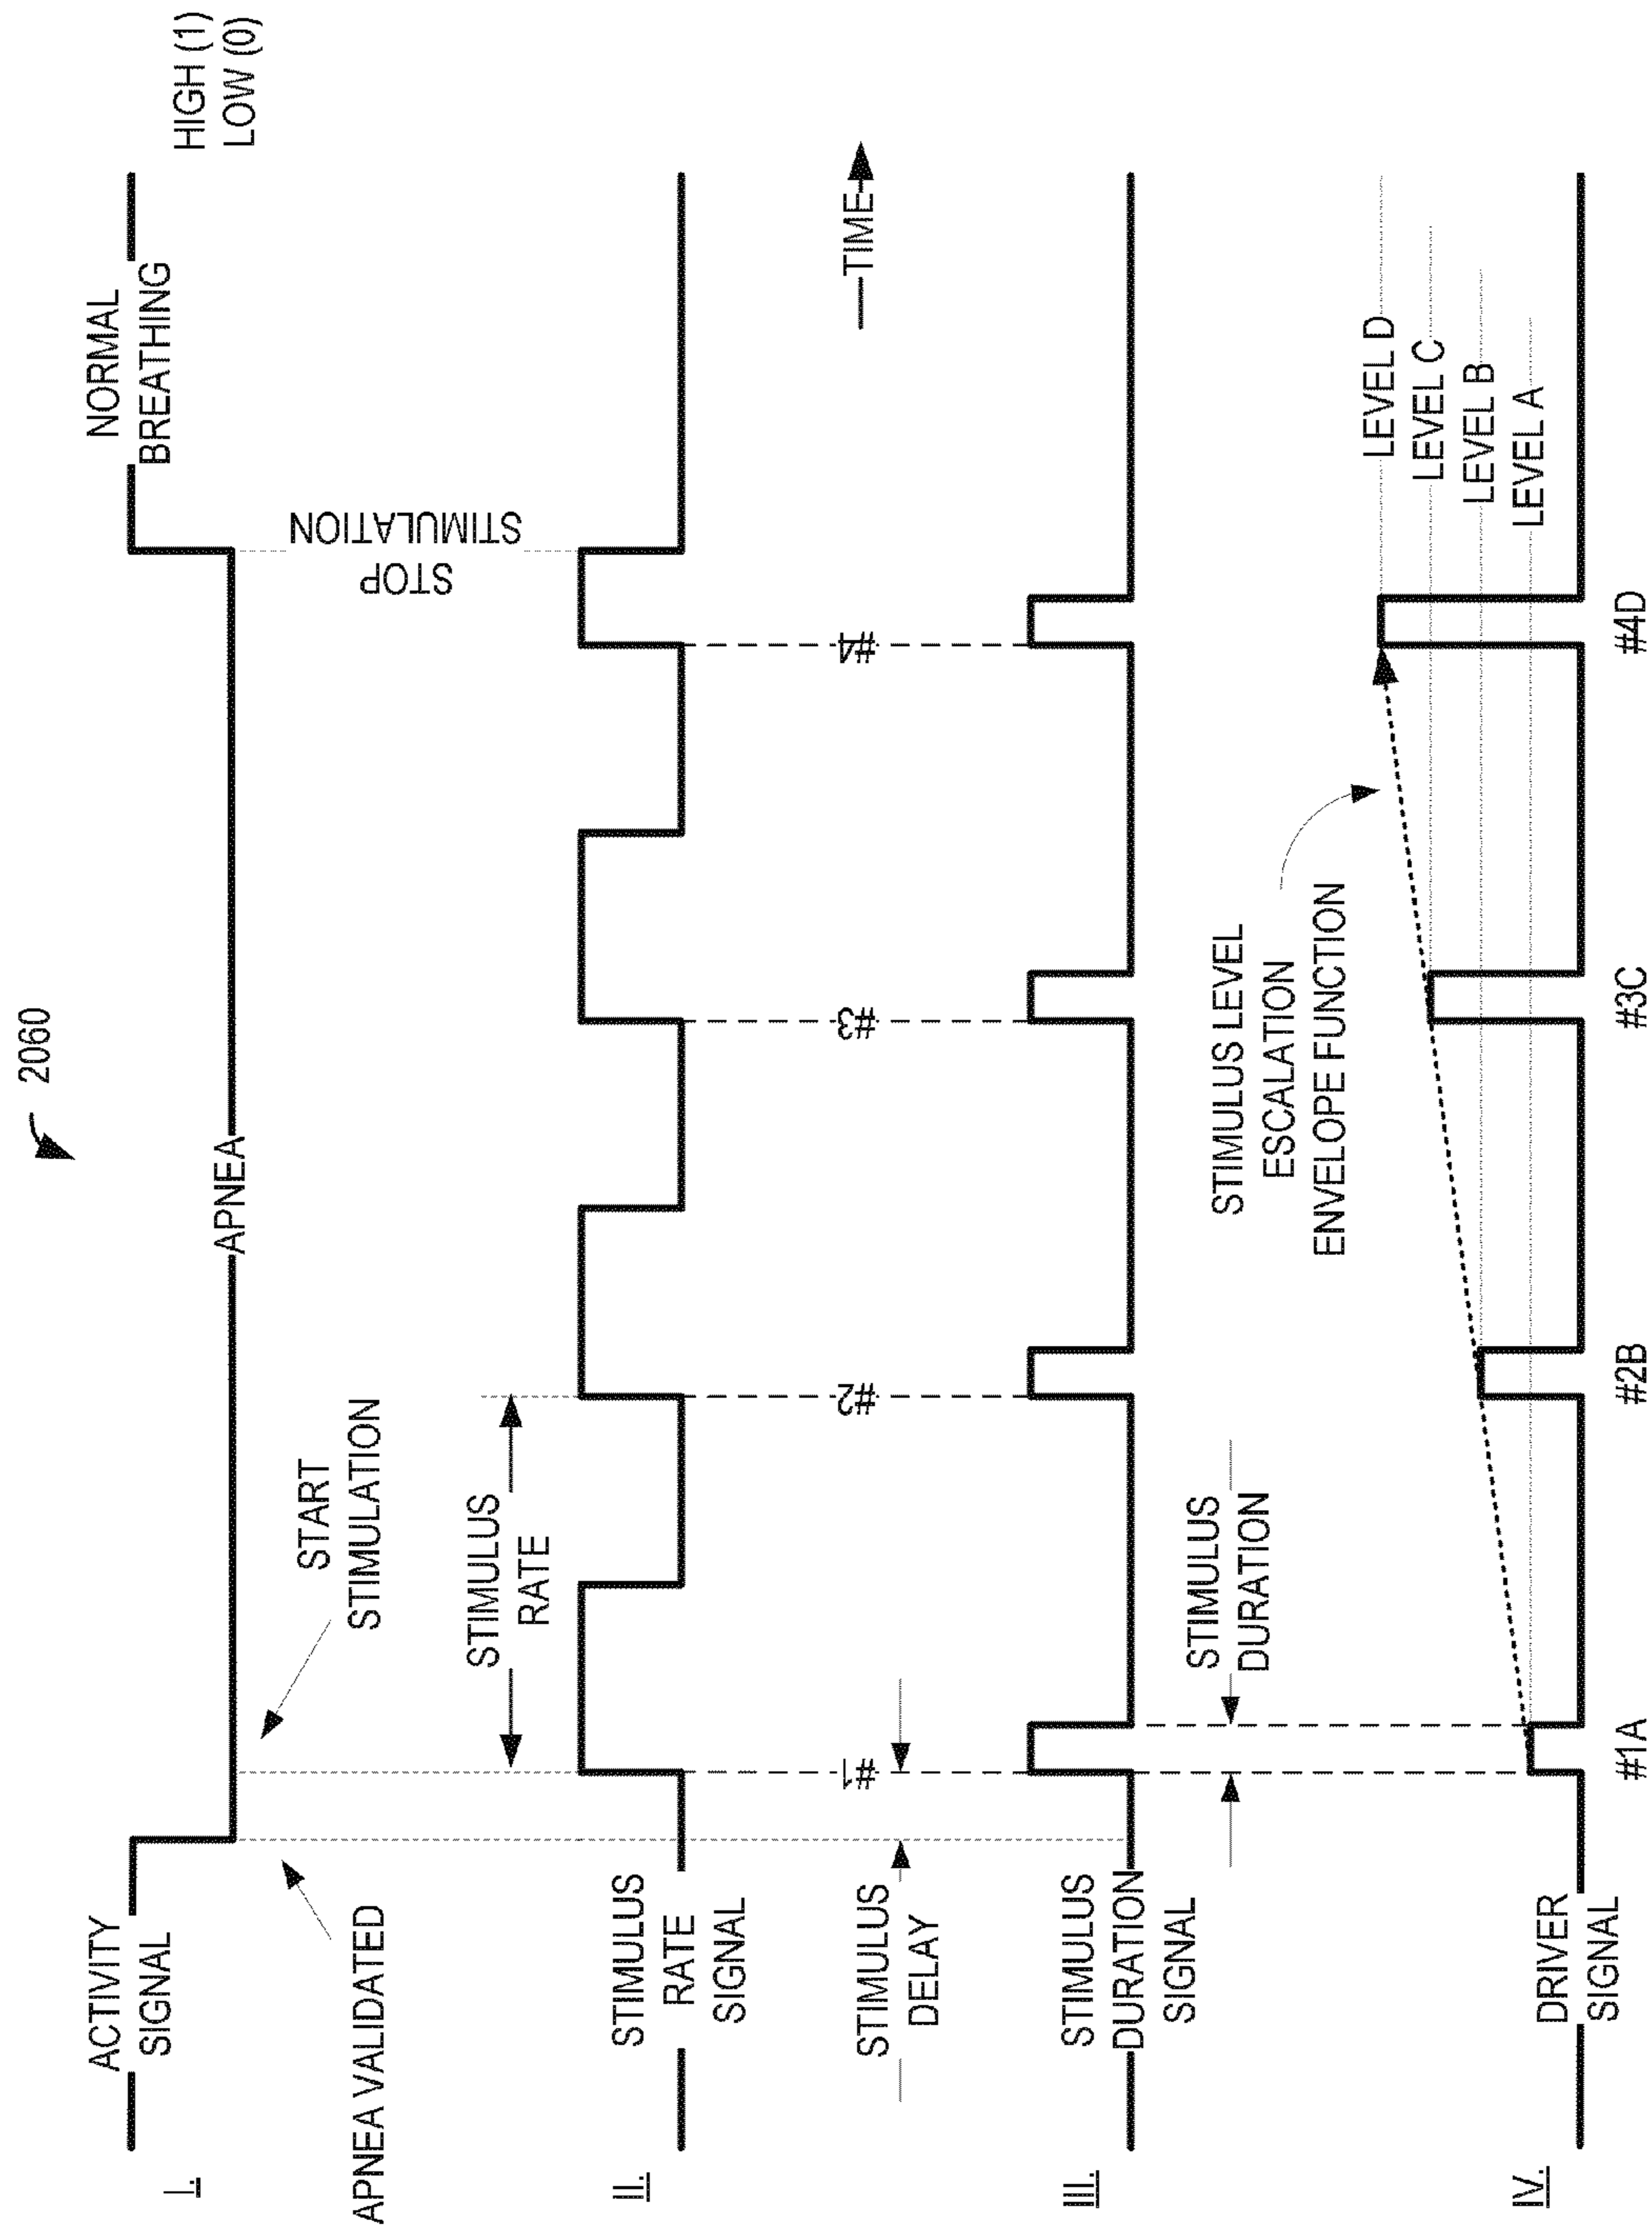 2060
HIGH (1)
LOW (0)
I.
ACTIVITY
SIGNAL
NORMAL
BREATHING
APNEA
APNEA VALIDATED
START
STIMULATION
STOP
STIMULATION
STIMULUS
RATE
II.
STIMULUS
RATE
SIGNAL
STIMULUS
DELAY
#1
#2
#3
#4
TIME
III.
STIMULUS
DURATION
SIGNAL
STIMULUS
DURATION
STIMULUS LEVEL
ESCALATION
ENVELOPE FUNCTION
LEVEL D
LEVEL C
LEVEL B
LEVEL A
IV.
DRIVER
SIGNAL
#1A
#2B
#3C
#4D